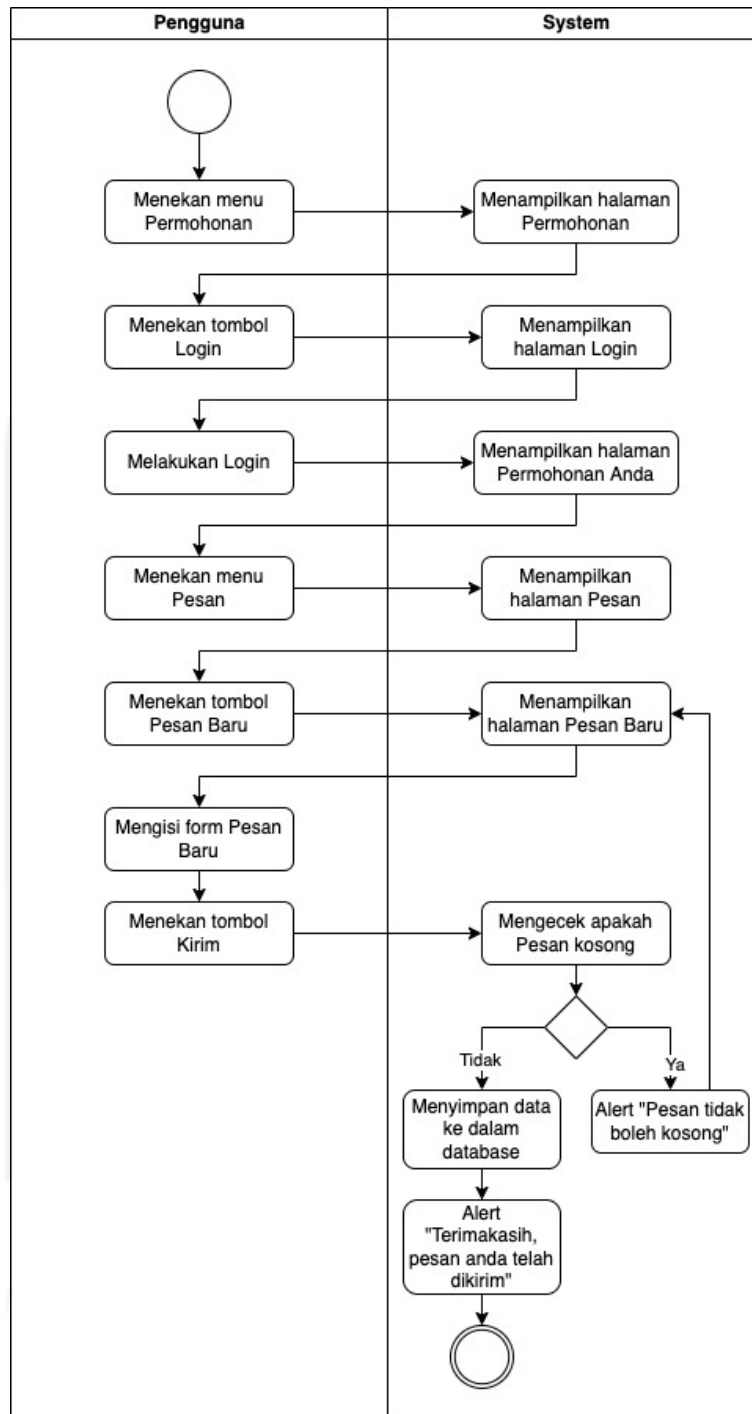 Pengguna
System
Menekan menu
Permohonan
Menampilkan halaman
Permohonan
Menekan tombol
Login
Menampilkan
halaman Login
Melakukan Login
Menampilkan halaman
Permohonan Anda
Menekan menu
Pesan
Menampilkan
halaman Pesan
Menekan tombol
Pesan Baru
Menampilkan
halaman Pesan Baru
Mengisi form Pesan
Baru
Menekan tombol
Kirim
Mengecek apakah
Pesan kosong
Tidak
Ya
Menyimpan data
ke dalam
database
Alert "Pesan tidak
boleh kosong"
Alert
"Terimakasih,
pesan anda telah
dikirim"